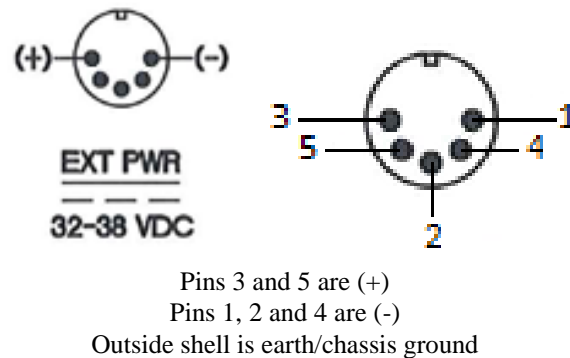 (+) (-)
3 1
5 4
2
EXT PWR
32-38 VDC
Pins 3 and 5 are (+)
Pins 1, 2 and 4 are (-)
Outside shell is earth/chassis ground